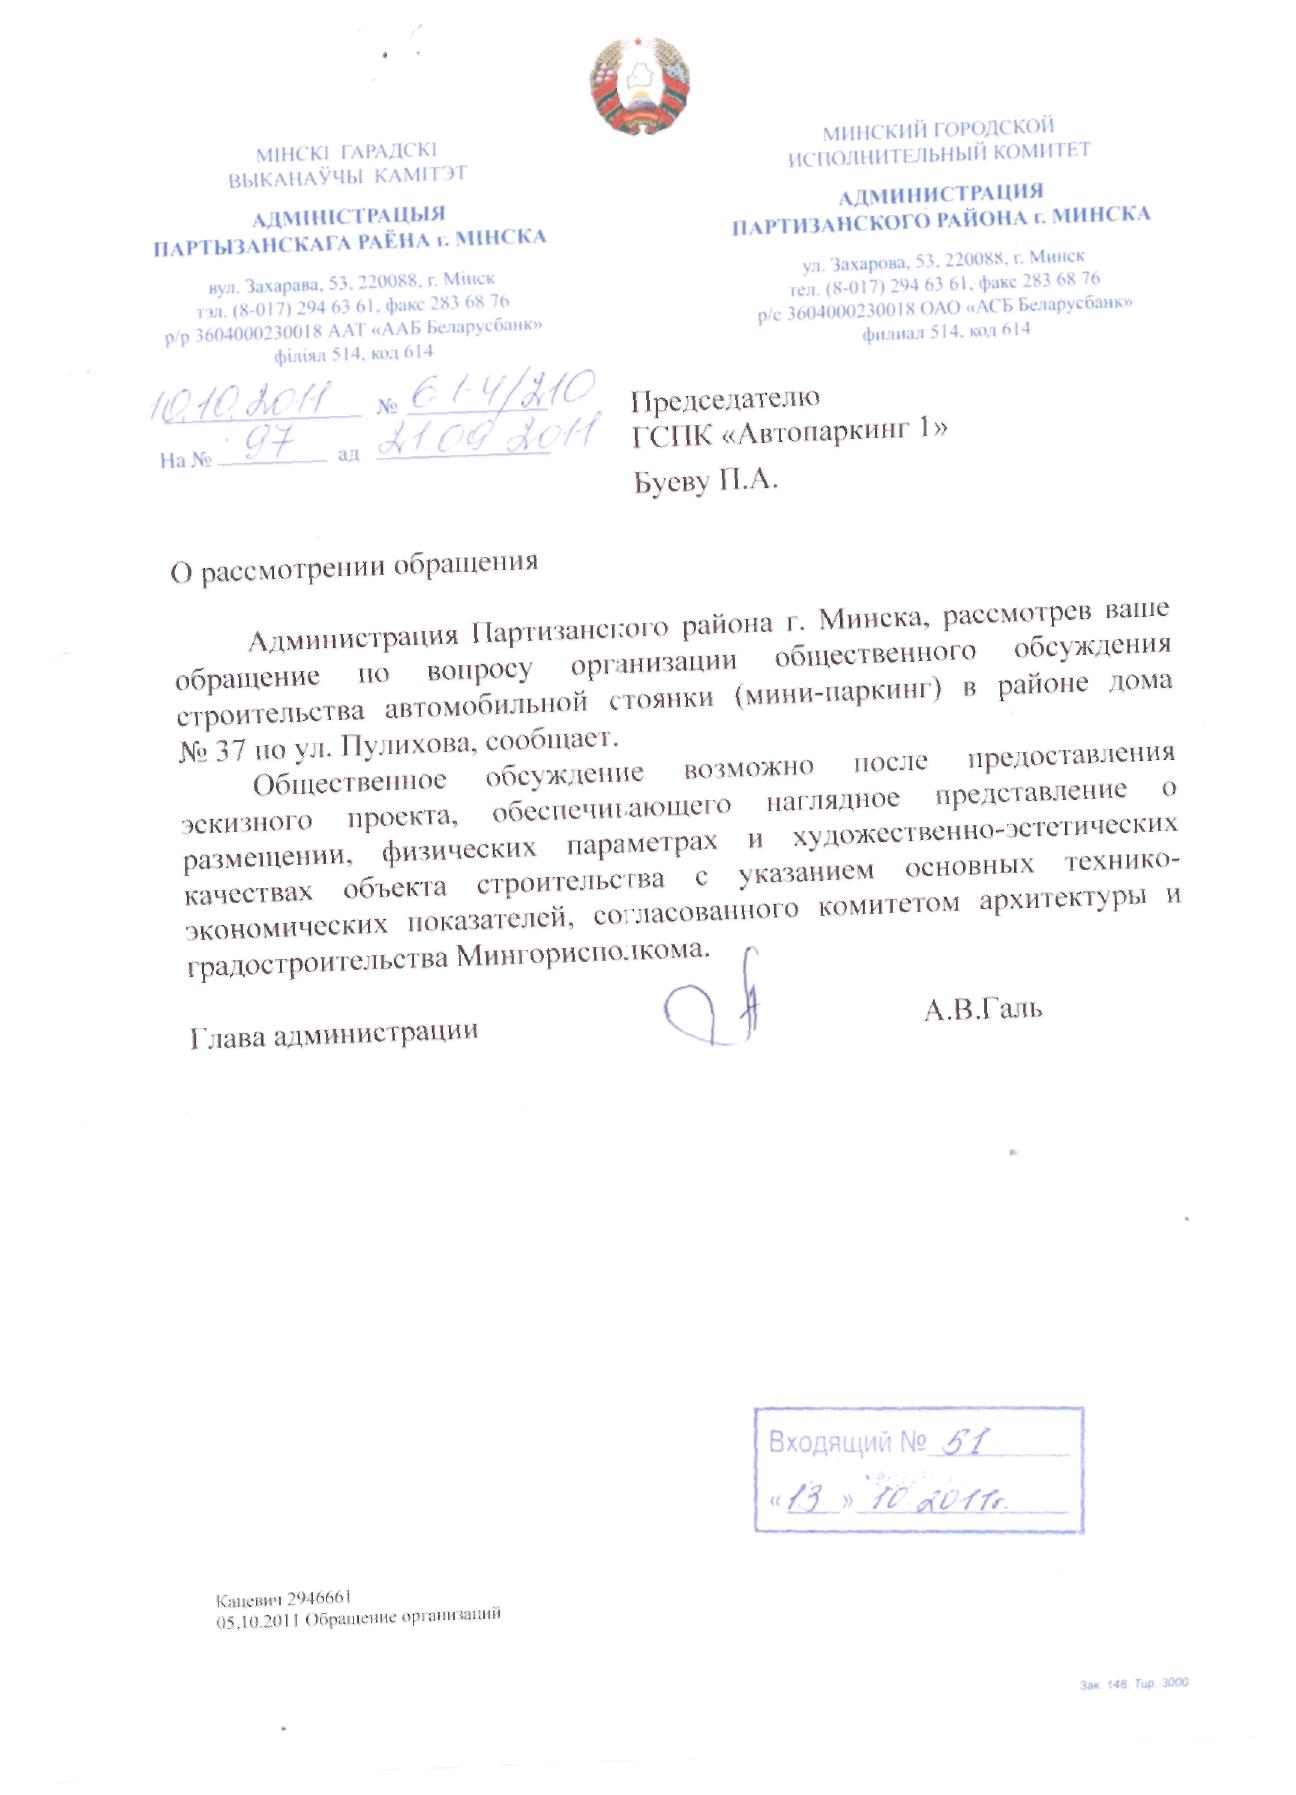 МІНСКІ ГАРАДСКІ
ВЫКАНАЎЧЫ КАМІТЭТ
АДМІНІСТРАЦЫЯ
ПАРТЫЗАНСКАГА РАЁНА г. МІНСКА
вул. Захарава, 53, 220088, г. Мінск
тэл. (8-017) 294 63 61, факс 283 68 76
р/р 3604000230018 ААТ «ААБ Беларусбанк»
філіял 514, код 614
МИНСКИЙ ГОРОДСКОЙ
ИСПОЛНИТЕЛЬНЫЙ КОМИТЕТ
АДМИНИСТРАЦИЯ
ПАРТИЗАНСКОГО РАЙОНА г. МИНСКА
ул. Захарова, 53, 220088, г. Минск
тел. (8-017) 294 63 61, факс 283 68 76
р/с 3604000230018 ОАО «АСБ Беларусбанк»
филиал 514, код 614
10.10.2011 № 6-1-4/210
На № 97 ад 21.09 2011
Председателю
ГСПК «Автопаркинг 1»
Буеву П.А.
О рассмотрении обращения
Администрация Партизанского района г. Минска, рассмотрев ваше
обращение по вопросу организации общественного обсуждения
строительства автомобильной стоянки (мини-паркинг) в районе дома
№ 37 по ул. Пулихова, сообщает.
Общественное обсуждение возможно после предоставления
эскизного проекта, обеспечивающего наглядное представление о
размещении, физических параметрах и художественно-эстетических
качествах объекта строительства с указанием основных технико-
экономических показателей, согласованного комитетом архитектуры и
градостроительства Мингорисполкома.
Глава администрации А.В.Галь
Входящий № 51
«13» 10 2011г.
Кацевич 2946661
05.10.2011 Обращение организаций
Зак. 148. Тир. 3000.